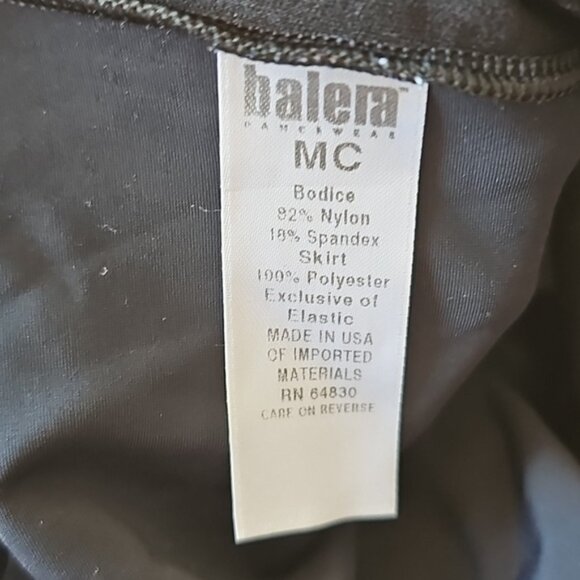 balera™
DANCEWEAR
MC
Bodice
82% Nylon
18% Spandex
Skirt
100% Polyester
Exclusive of
Elastic
MADE IN USA
OF IMPORTED
MATERIALS
RN 64830
CARE ON REVERSE